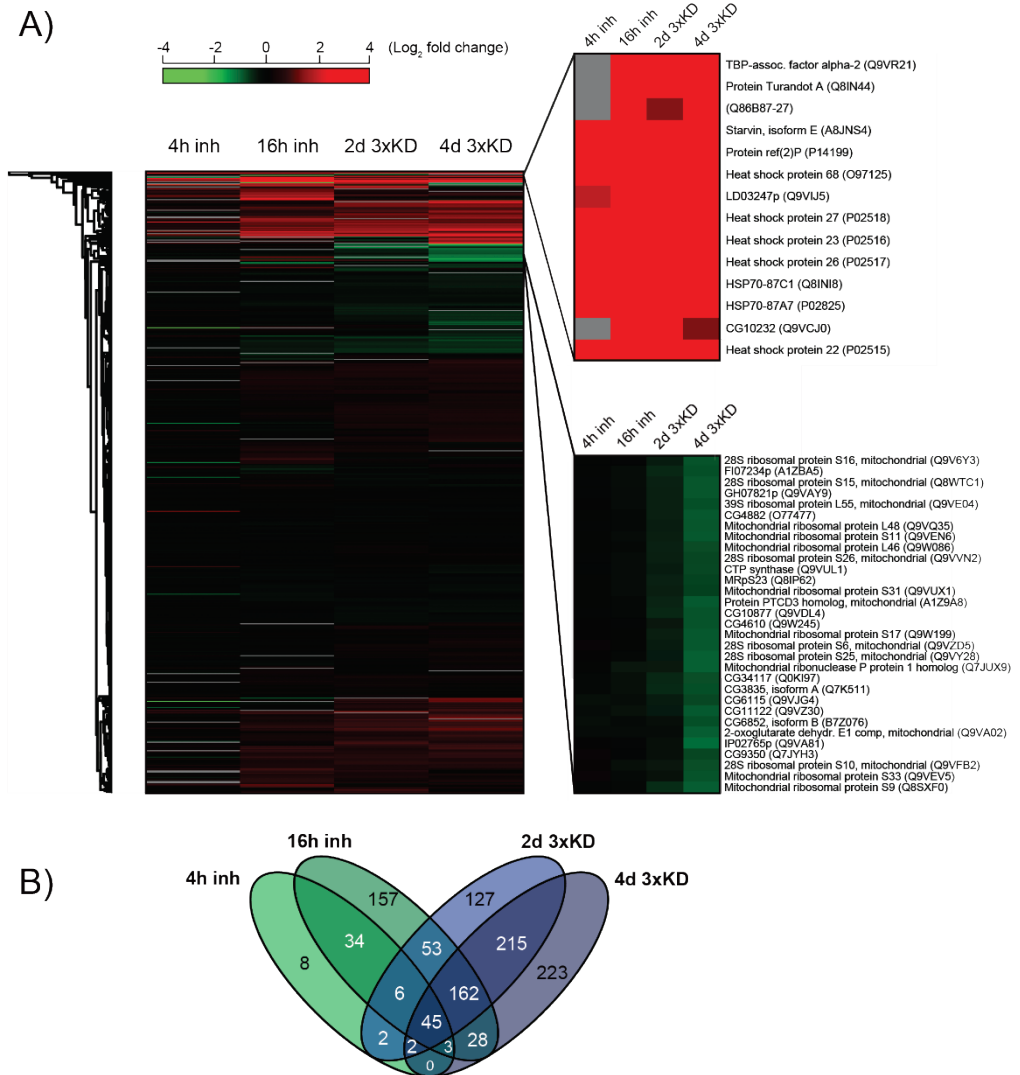 A)
-4 -2 0 2 4 (Log2 fold change)
4h inh 16h inh 2d 3xKD 4d 3xKD
4h inh 16h inh 2d 3xKD 4d 3xKD
TBP-assoc. factor alpha-2 (Q9VR21)
Protein Turandot A (Q8IN44)
(Q86B87-27)
Starvin, isoform E (A8JNS4)
Protein ref(2)P (P14199)
Heat shock protein 68 (O97125)
LD03247p (Q9VIJ5)
Heat shock protein 27 (P02518)
Heat shock protein 23 (P02516)
Heat shock protein 26 (P02517)
HSP70-87C1 (Q8INI8)
HSP70-87A7 (P02825)
CG10232 (Q9VCJ0)
Heat shock protein 22 (P02515)
4h inh 16h inh 2d 3xKD 4d 3xKD
28S ribosomal protein S16, mitochondrial (Q9V6Y3)
FI07234p (A1ZBA5)
28S ribosomal protein S15, mitochondrial (Q8WTC1)
GH07821p (Q9VAY9)
39S ribosomal protein L55, mitochondrial (Q9VE04)
CG4882 (O77477)
Mitochondrial ribosomal protein L48 (Q9VQ35)
Mitochondrial ribosomal protein S11 (Q9VEN6)
Mitochondrial ribosomal protein L46 (Q9W086)
28S ribosomal protein S26, mitochondrial (Q9VVN2)
CTP synthase (Q9VUL1)
MRpS23 (Q8IP62)
Mitochondrial ribosomal protein S31 (Q9VUX1)
Protein PTCD3 homolog, mitochondrial (A1Z9A8)
CG10877 (Q9VDL4)
CG4610 (Q9W245)
Mitochondrial ribosomal protein S17 (Q9W199)
28S ribosomal protein S6, mitochondrial (Q9VZD5)
28S ribosomal protein S25, mitochondrial (Q9VY28)
Mitochondrial ribonuclease P protein 1 homolog (Q7JUX9)
CG34117 (Q0KI97)
CG3835, isoform A (Q7K511)
CG6115 (Q9VJG4)
CG11122 (Q9VZ30)
CG6852, isoform B (B7Z076)
2-oxoglutarate dehydr. E1 comp, mitochondrial (Q9VA02)
IP02765p (Q9VA81)
CG9350 (Q7JYH3)
28S ribosomal protein S10, mitochondrial (Q9VFB2)
Mitochondrial ribosomal protein S33 (Q9VEV5)
Mitochondrial ribosomal protein S9 (Q8SXF0)
B)
16h inh 2d 3xKD
4h inh 4d 3xKD
157 127
34 53 215
8 223
6 162
45
2 2 3 28
0